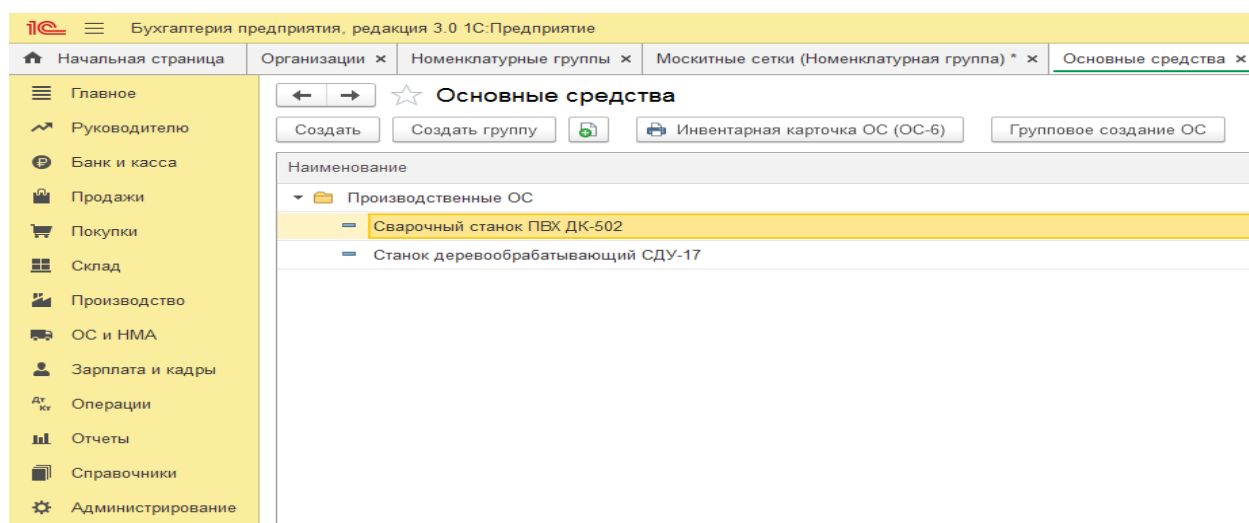 1С Бухгалтерия предприятия, редакция 3.0 1С:Предприятие
Начальная страница Организации × Номенклатурные группы × Москитные сетки (Номенклатурная группа) * × Основные средства ×
Главное
Руководителю
Банк и касса
Продажи
Покупки
Склад
Производство
ОС и НМА
Зарплата и кадры
Дт Кт Операции
Отчеты
Справочники
Администрирование
Основные средства
Создать Создать группу Инвентарная карточка ОС (ОС-6) Групповое создание ОС
Наименование
Производственные ОС
Сварочный станок ПВХ ДК-502
Станок деревообрабатывающий СДУ-17